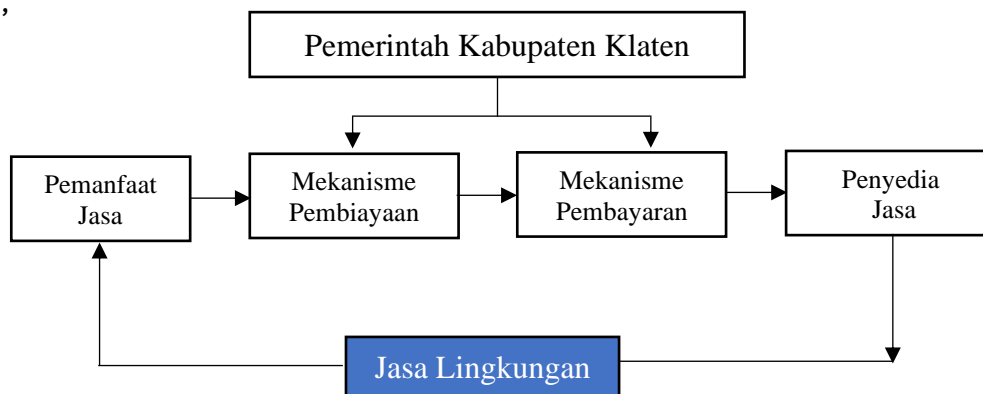 ,
Pemerintah Kabupaten Klaten
Pemanfaat
Jasa
Mekanisme
Pembiayaan
Mekanisme
Pembayaran
Penyedia
Jasa
Jasa Lingkungan